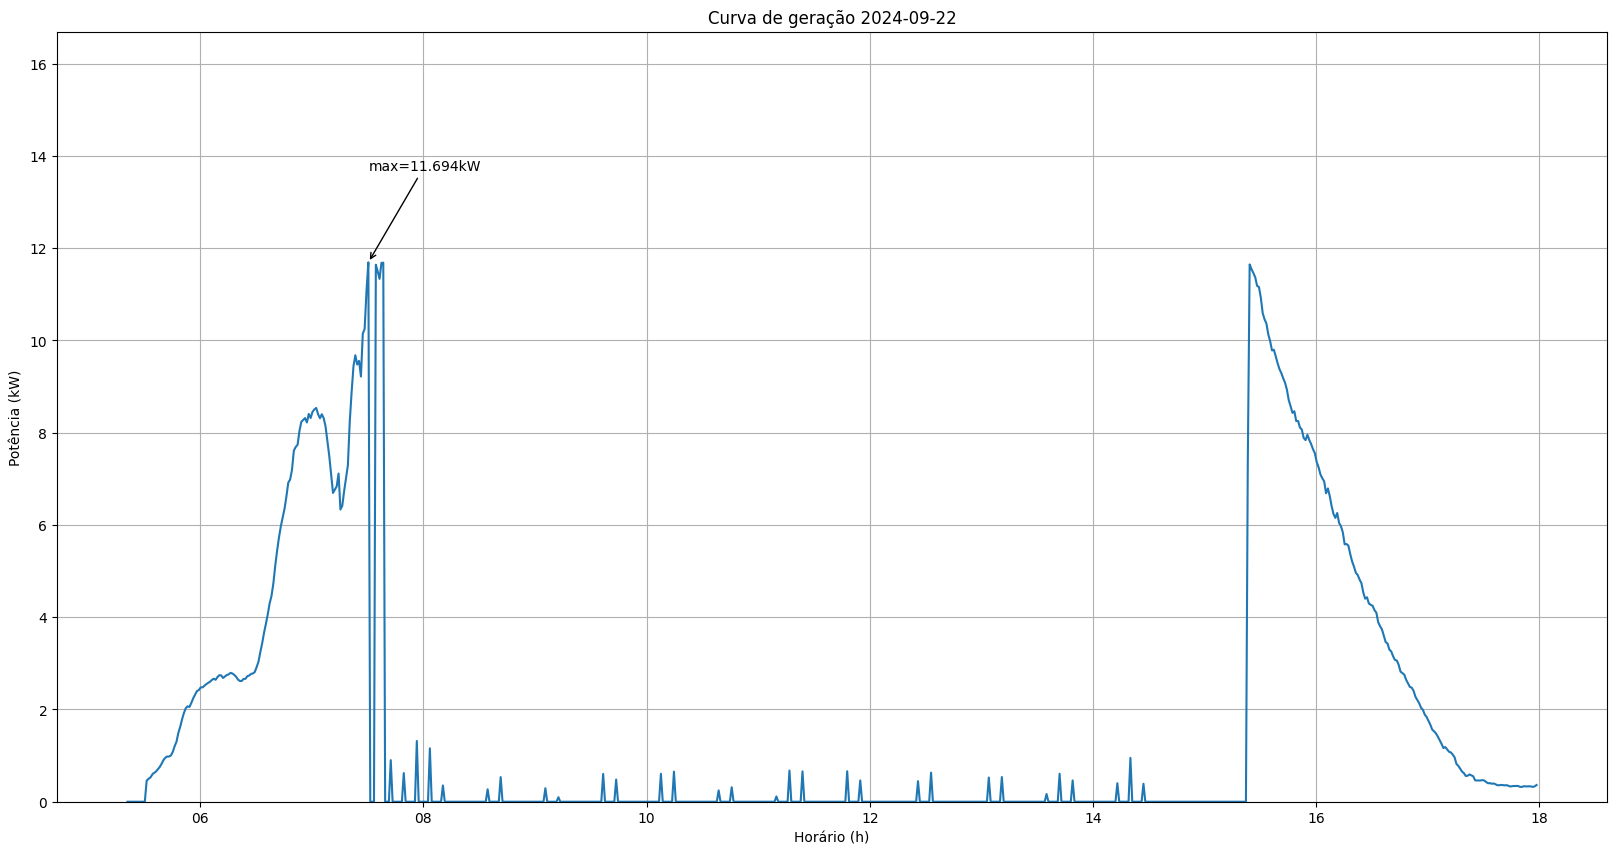 Curva de geração 2024-09-22
16
14
max=11.694kW
12
10
8
6
4
2
0
Potência (kW)
06 08 10 12 14 16 18
Horário (h)